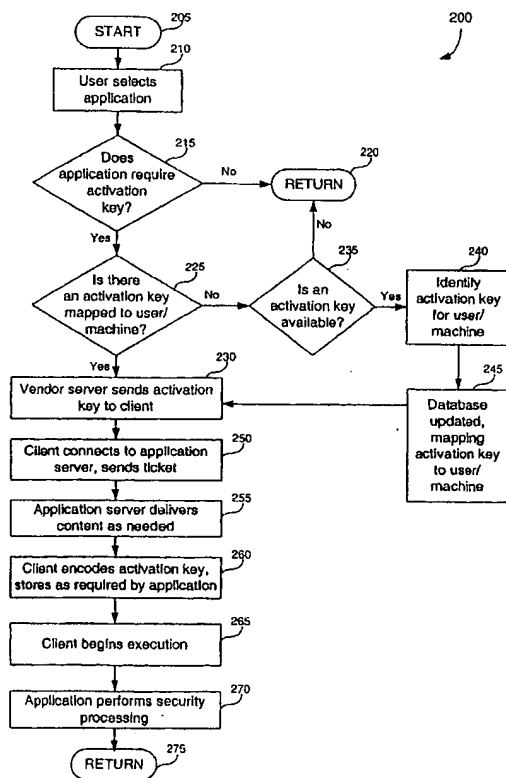 205
START
200
210
User selects
application
215
Does
application require
activation
key?
No
220
RETURN
Yes
No
225
Is there
an activation key
mapped to user/
machine?
No
235
Is an
activation key
available?
Yes
240
Identify
activation key
for user/
machine
Yes
230
Vendor server sends activation
key to client
245
Database
updated,
mapping
activation key
to user/
machine
250
Client connects to application
server, sends ticket
255
Application server delivers
content as needed
260
Client encodes activation key,
stores as required by application
265
Client begins execution
270
Application performs security
processing
RETURN
275